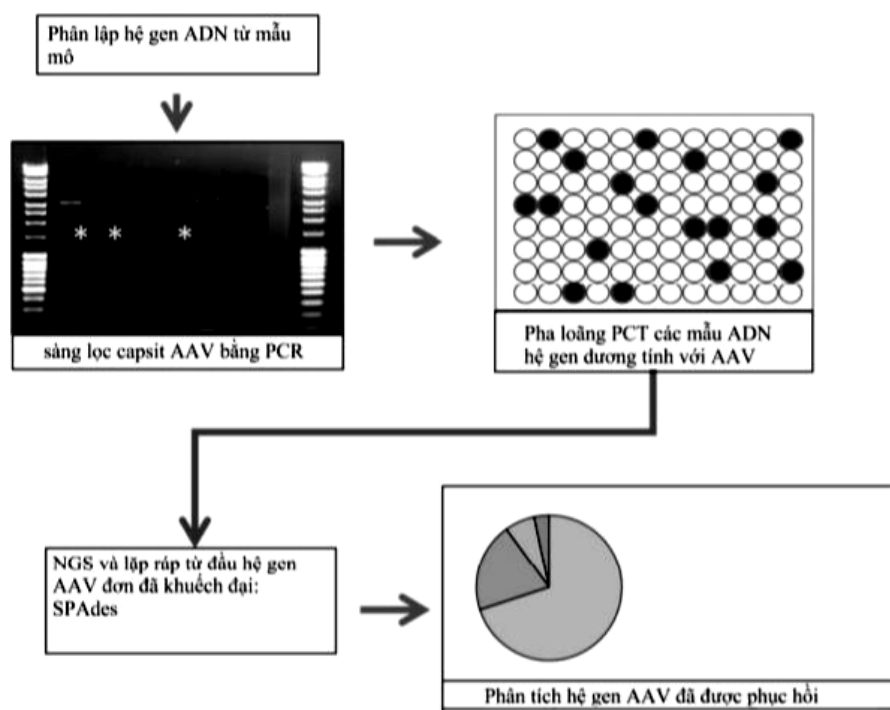 Phân lập hệ gen ADN từ mẫu
mô
* * *
sàng lọc capsit AAV bằng PCR
Pha loãng PCT các mẫu ADN
hệ gen dương tính với AAV
NGS và lặp ráp từ đầu hệ gen
AAV đơn đã khuếch đại:
SPAdes
Phân tích hệ gen AAV đã được phục hồi